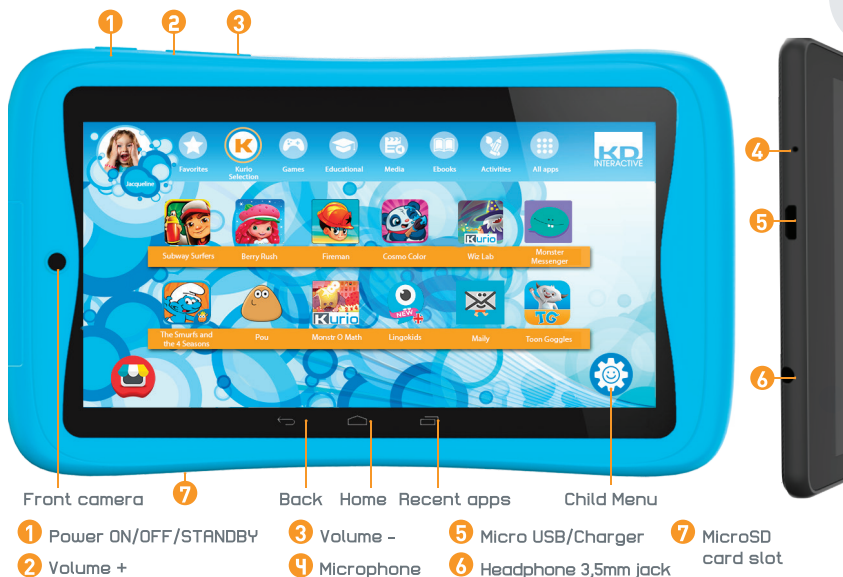 1 2 3
Favorites Kurio Games Educational Media Ebooks Activities All apps
Selection
K
KD
INTERACTIVE
Jacqueline
4
5
6
Kurio
Subway Surfers Berry Rush Fireman Cosmo Color Wiz Lab Monster
Messenger
Kurio NEW TG
The Smurfs and Pou Monstr O Math Lingokids Maily Toon Goggles
the 4 Seasons
7
Front camera Back Home Recent apps Child Menu
1 Power ON/OFF/STANDBY
2 Volume +
3 Volume -
4 Microphone
5 Micro USB/Charger
6 Headphone 3,5mm jack
7 MicroSD
card slot